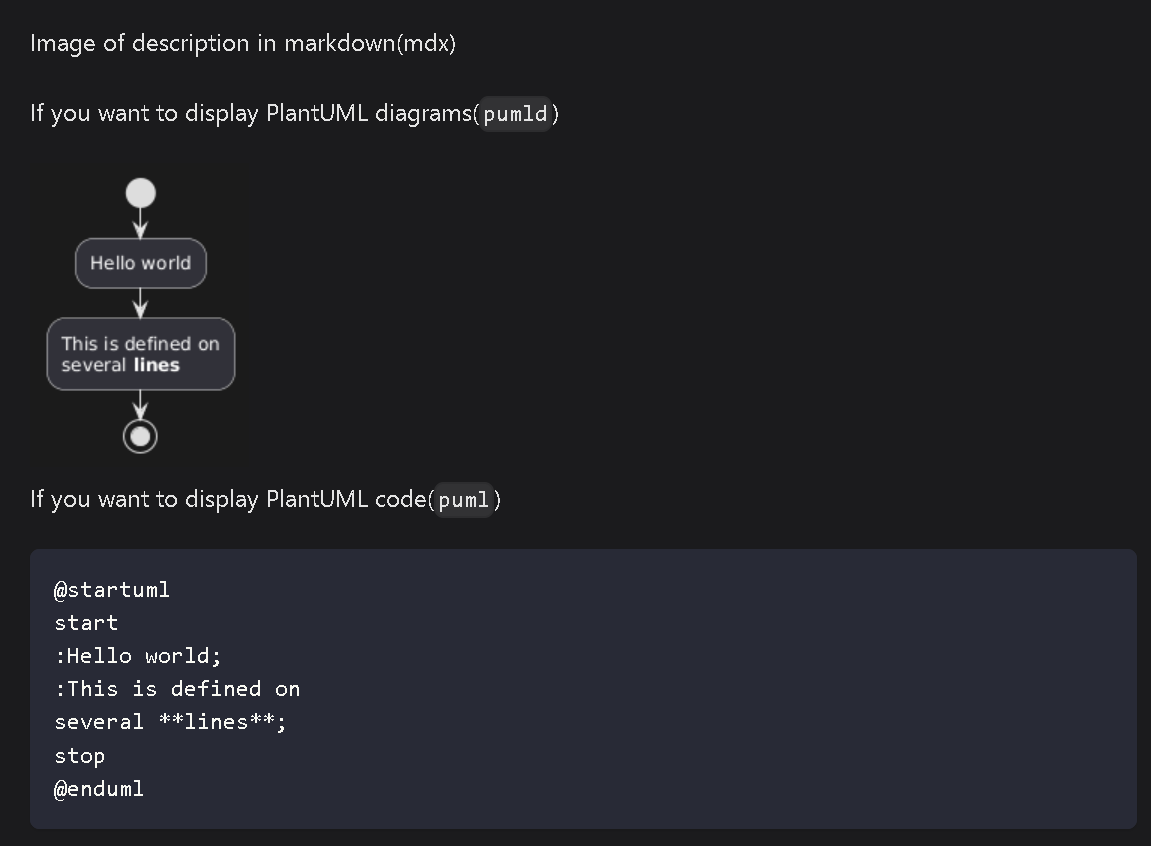 Image of description in markdown(mdx)
If you want to display PlantUML diagrams(pumld)
Hello world
This is defined on
several lines
If you want to display PlantUML code(puml)
@startuml
start
:Hello world;
:This is defined on
several **lines**;
stop
@enduml